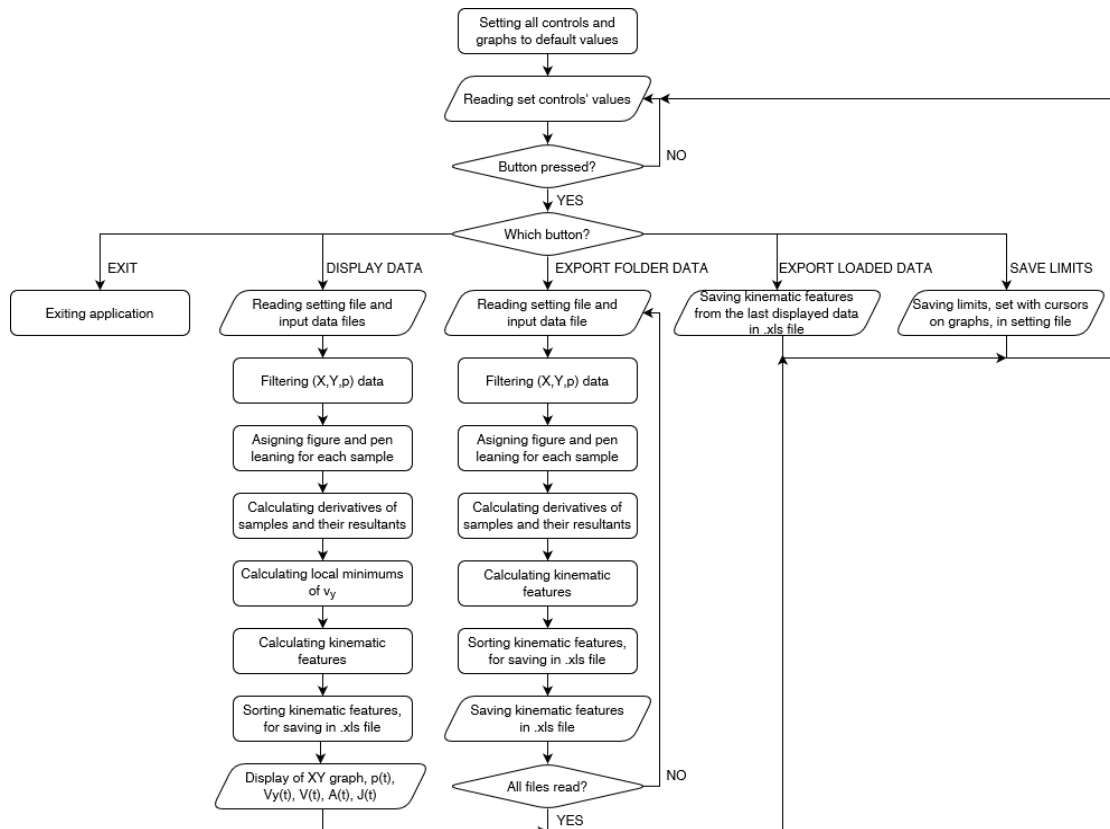 Setting all controls and
graphs to default values
Reading set controls' values
Button pressed?
NO
YES
Which button?
EXIT
DISPLAY DATA
EXPORT FOLDER DATA
EXPORT LOADED DATA
SAVE LIMITS
Exiting application
Reading setting file and
input data files
Reading setting file and
input data file
Saving kinematic features
from the last displayed data
in .xls file
Saving limits, set with cursors
on graphs, in setting file
Filtering (X,Y,p) data
Filtering (X,Y,p) data
Asigning figure and pen
leaning for each sample
Asigning figure and pen
leaning for each sample
Calculating derivatives of
samples and their resultants
Calculating derivatives of
samples and their resultants
Calculating local minimums
of vy
Calculating kinematic
features
Calculating kinematic
features
Sorting kinematic features,
for saving in .xls file
Sorting kinematic features,
for saving in .xls file
Saving kinematic features
in .xls file
Display of XY graph, p(t),
Vy(t), V(t), A(t), J(t)
All files read?
NO
YES